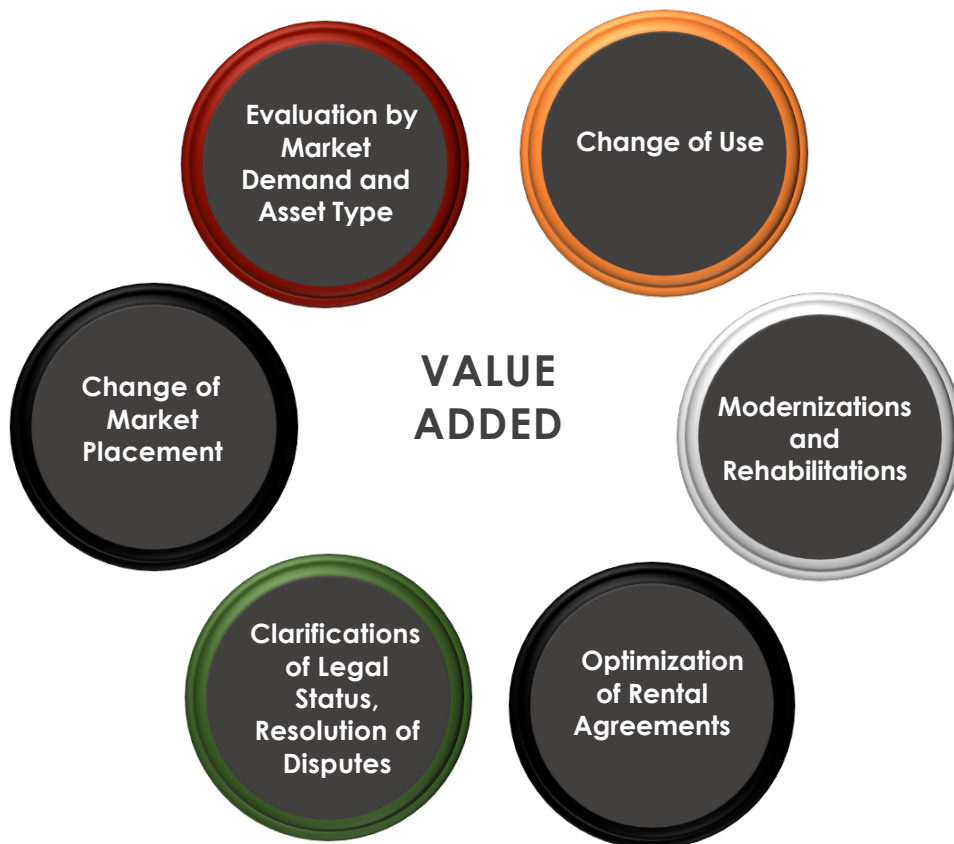 Evaluation by
Market
Demand and
Asset Type
Change of Use
Change of
Market
Placement
VALUE
ADDED
Modernizations
and
Rehabilitations
Clarifications
of Legal
Status,
Resolution of
Disputes
Optimization
of Rental
Agreements